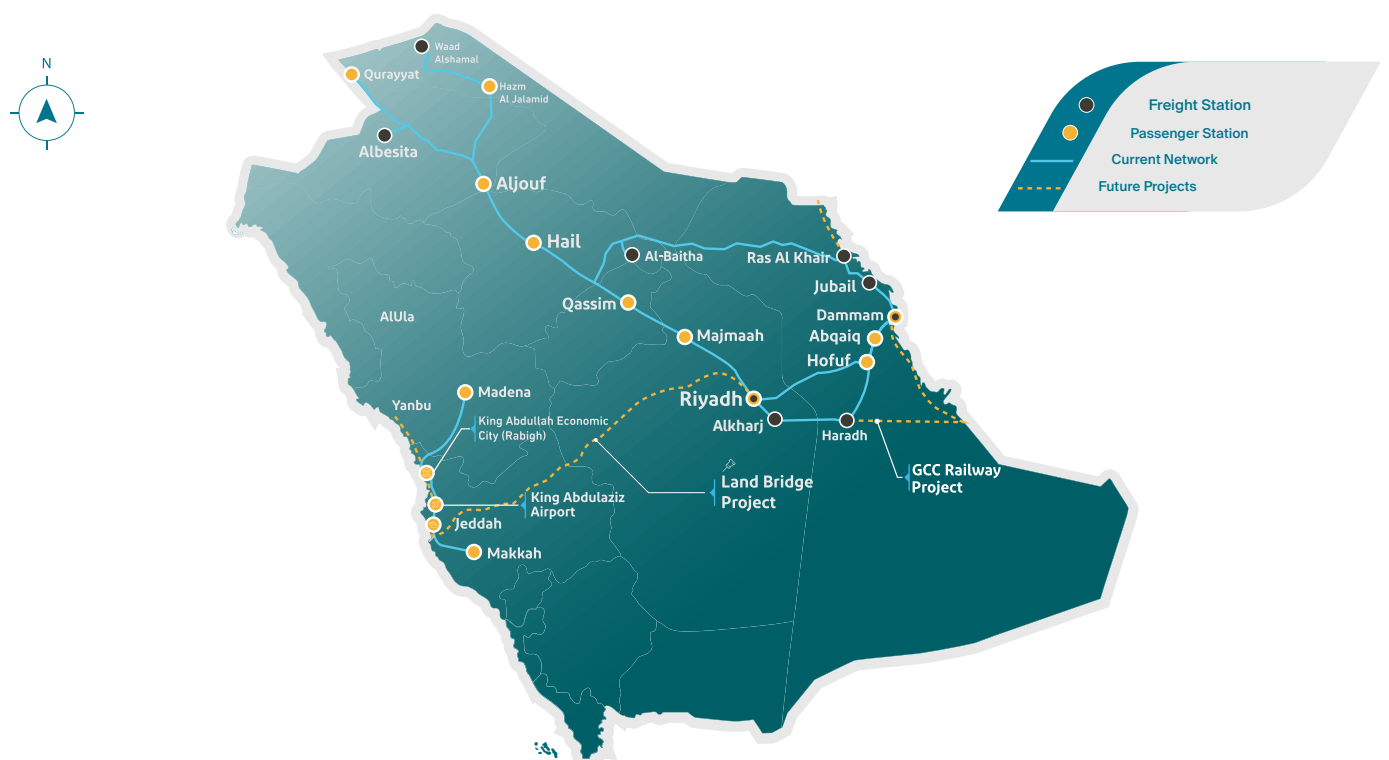 N
Freight Station
Passenger Station
Current Network
Future Projects
Waad
Alshamal
Qurayyat
Hazm
Al Jalamid
Albesita
Aljouf
Hail
Al-Baitha
Ras Al Khair
Jubail
Qassim
AlUla
Dammam
Majmaah
Abqaiq
Hofuf
Madena
Riyadh
Yanbu
King Abdullah Economic
City (Rabigh)
Alkharj
Haradh
GCC Railway
Project
Land Bridge
Project
King Abdulaziz
Airport
Jeddah
Makkah